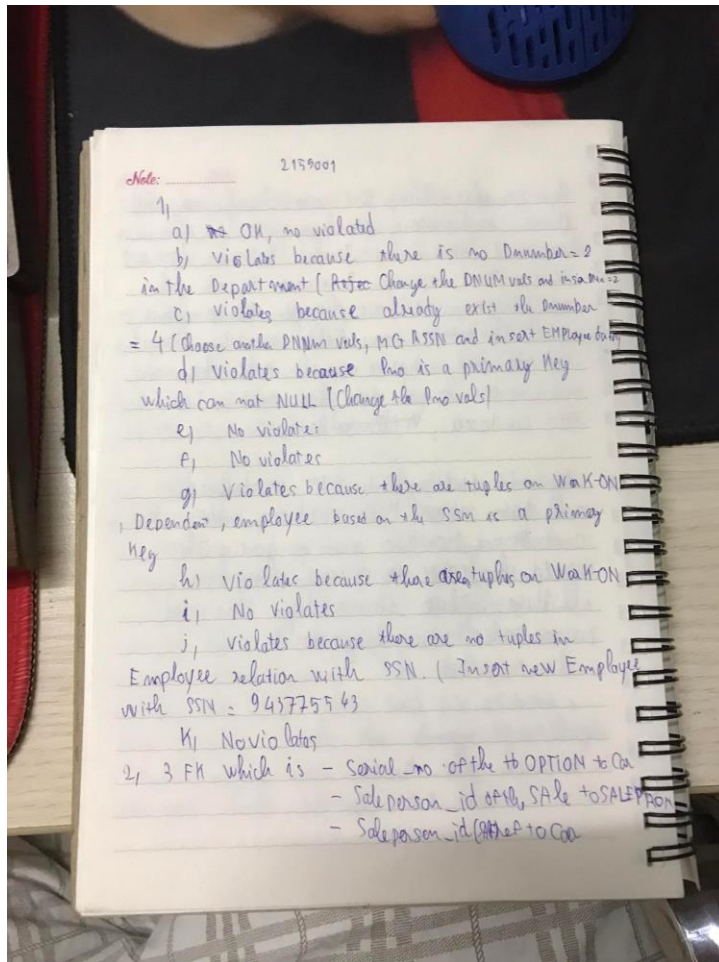 2159001
Note:
1,
a) OK, no violated
b, violates because there is no Dnumber = 2
in the Department ( Change the DNUM vals and
c, violates because already exist the Dnumber
= 4 (Choose another DNNum vals, MGRSSN and insert EMPloyee
d, violates because Pno is a primary key
which can not NULL (Change the Pno vals)
e, No violates
f, No violates
g, Violates because there are tuples on WORK-ON
, Dependent, employee based on the SSN is a primary
key
h) violates because there are tuples on WORK-ON
i, No violates
j, violates because there are no tuples in
Employee relation with SSN. ( Insert new Employee
with SSN = 943775543
K, No violates
2, 3 FK which is - Serial_no of the OPTION to Car
- Saleperson_id of the SAle to
- Saleperson_id ref to Car